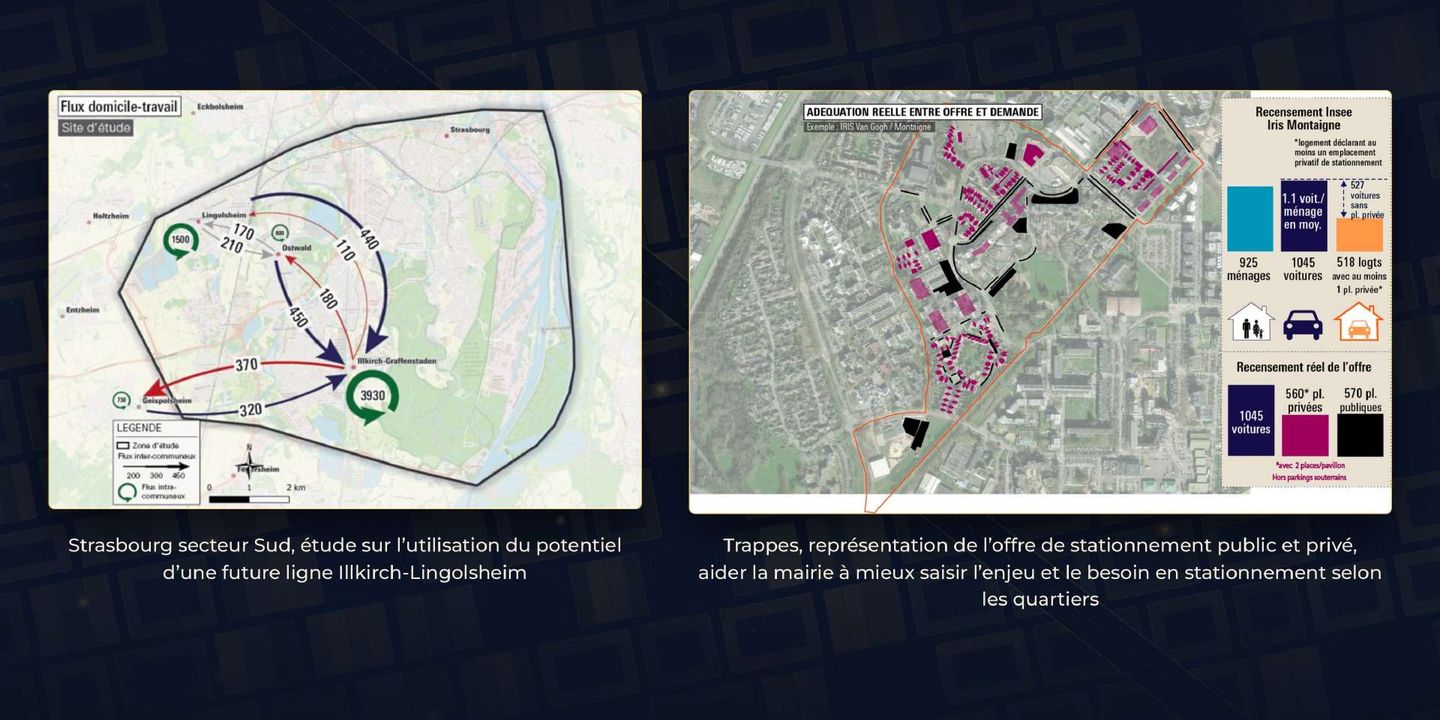 Flux domicile-travail
Site d'étude
Eckbolsheim
Strasbourg
Holtzheim
Lingolsheim
1500
170
210
Ostwald
440
110
Entzheim
450
180
Illkirch-Graffenstaden
370
3930
730
Geispolsheim
320
LEGENDE
Zone d'étude
Flux inter-communaux
200 300 450
Flux intra-
communaux
N
0 1 2 km
Strasbourg secteur Sud, étude sur l'utilisation du potentiel
d'une future ligne Illkirch-Lingolsheim
ADEQUATION REELLE ENTRE OFFRE ET DEMANDE
Exemple : IRIS Van Gogh / Montaigne
Recensement Insee
Iris Montaigne
*logement déclarant au
moins un emplacement
privatif de stationnement
1.1 voit./
ménage
en moy.
527
voitures
sans
pl. privée
925
ménages
1045
voitures
518 logts
avec au moins
1 pl. privée*
Recensement réel de l'offre
1045
voitures
560* pl.
privées
570 pl.
publiques
*avec 2 places/pavillon
Hors parkings souterrains
Trappes, représentation de l'offre de stationnement public et privé,
aider la mairie à mieux saisir l'enjeu et le besoin en stationnement selon
les quartiers